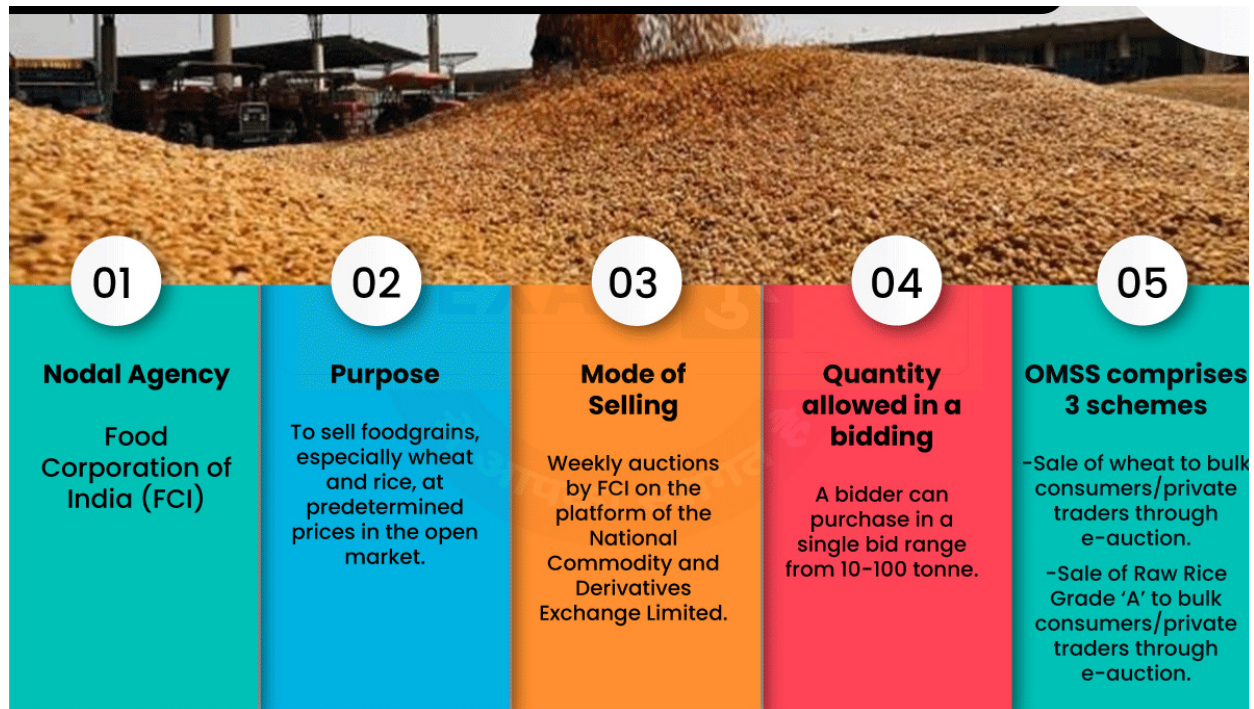 01
Nodal Agency
Food
Corporation of
India (FCI)
02
Purpose
To sell foodgrains,
especially wheat
and rice, at
predetermined
prices in the open
market.
03
Mode of
Selling
Weekly auctions
by FCI on the
platform of the
National
Commodity and
Derivatives
Exchange Limited.
04
Quantity
allowed in a
bidding
A bidder can
purchase in a
single bid range
from 10-100 tonne.
05
OMSS comprises
3 schemes
-Sale of wheat to bulk
consumers/private
traders through
e-auction.
-Sale of Raw Rice
Grade ‘A’ to bulk
consumers/private
traders through
e-auction.